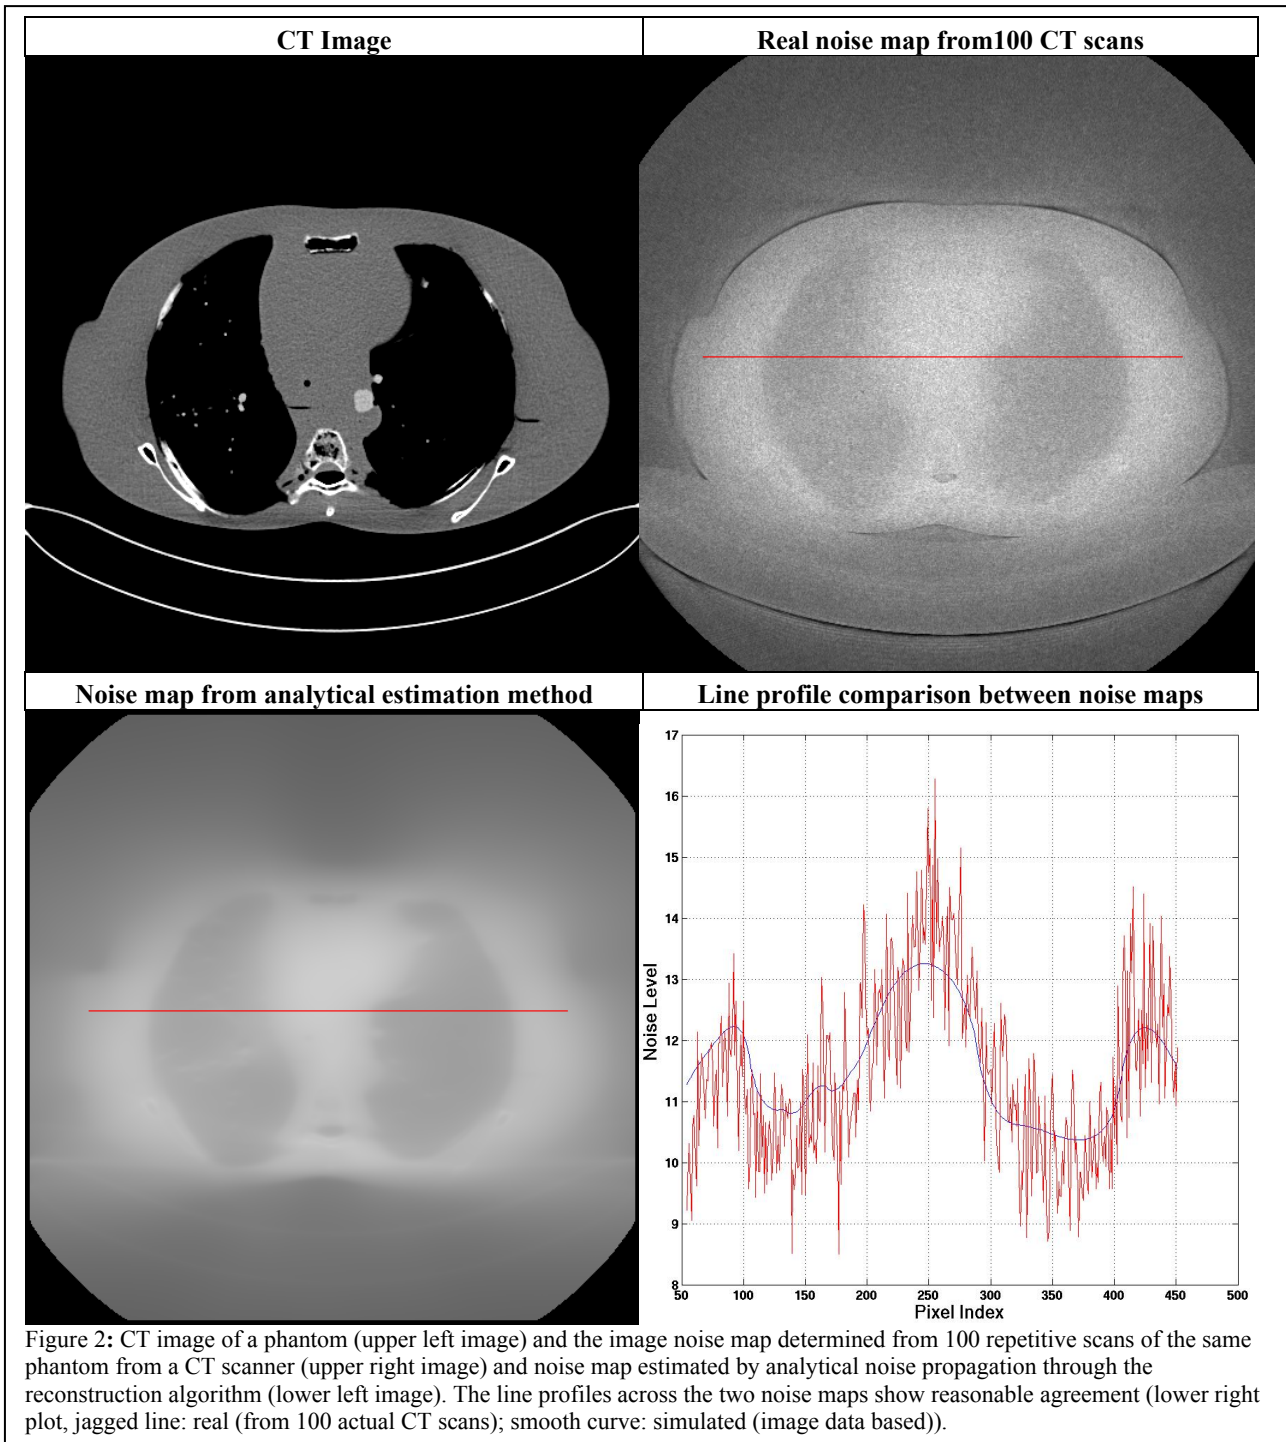 CT Image
Real noise map from100 CT scans
Noise map from analytical estimation method
Line profile comparison between noise maps
17
16
15
14
13
12
11
10
9
8
Noise Level
50
100
150
200
250
300
350
400
450
500
Pixel Index
Figure 2: CT image of a phantom (upper left image) and the image noise map determined from 100 repetitive scans of the same
phantom from a CT scanner (upper right image) and noise map estimated by analytical noise propagation through the
reconstruction algorithm (lower left image). The line profiles across the two noise maps show reasonable agreement (lower right
plot, jagged line: real (from 100 actual CT scans); smooth curve: simulated (image data based)).